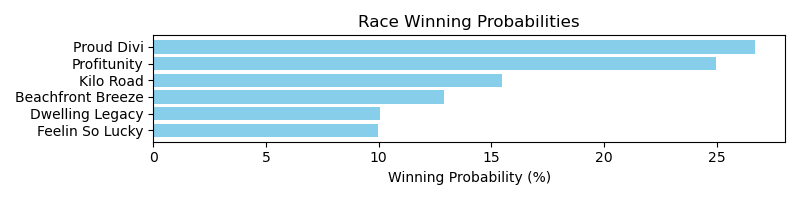 Race Winning Probabilities
Proud Divi
Profitunity
Kilo Road
Beachfront Breeze
Dwelling Legacy
Feelin So Lucky
0 5 10 15 20 25
Winning Probability (%)